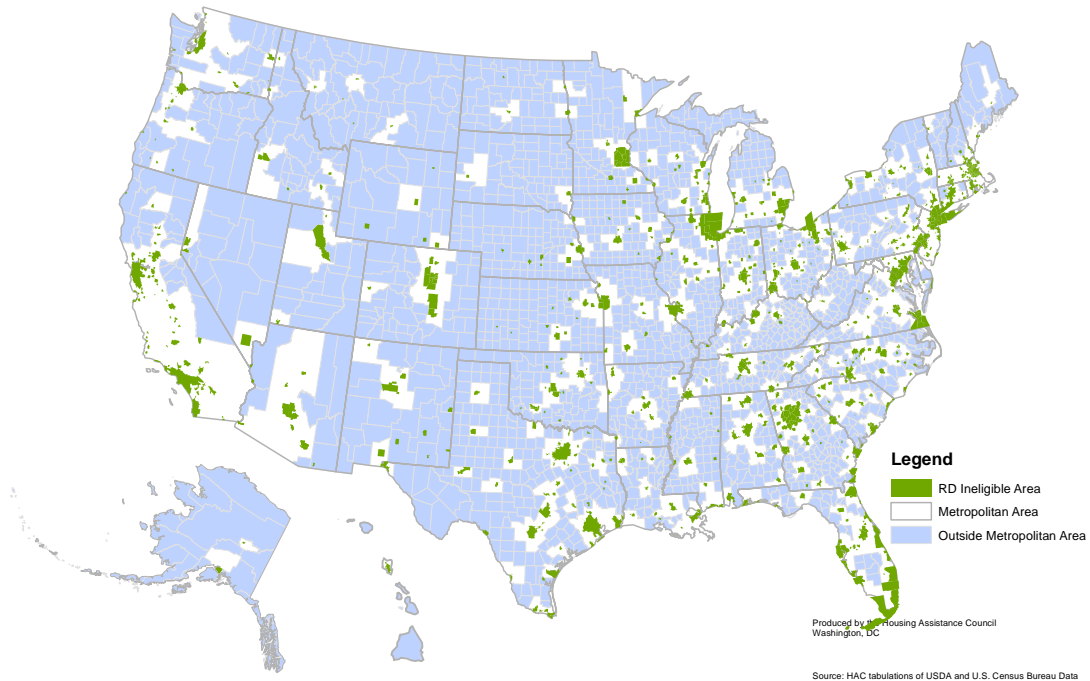 Legend
RD Ineligible Area
Metropolitan Area
Outside Metropolitan Area
Produced by the Housing Assistance Council
Washington, DC
Source: HAC tabulations of USDA and U.S. Census Bureau Data